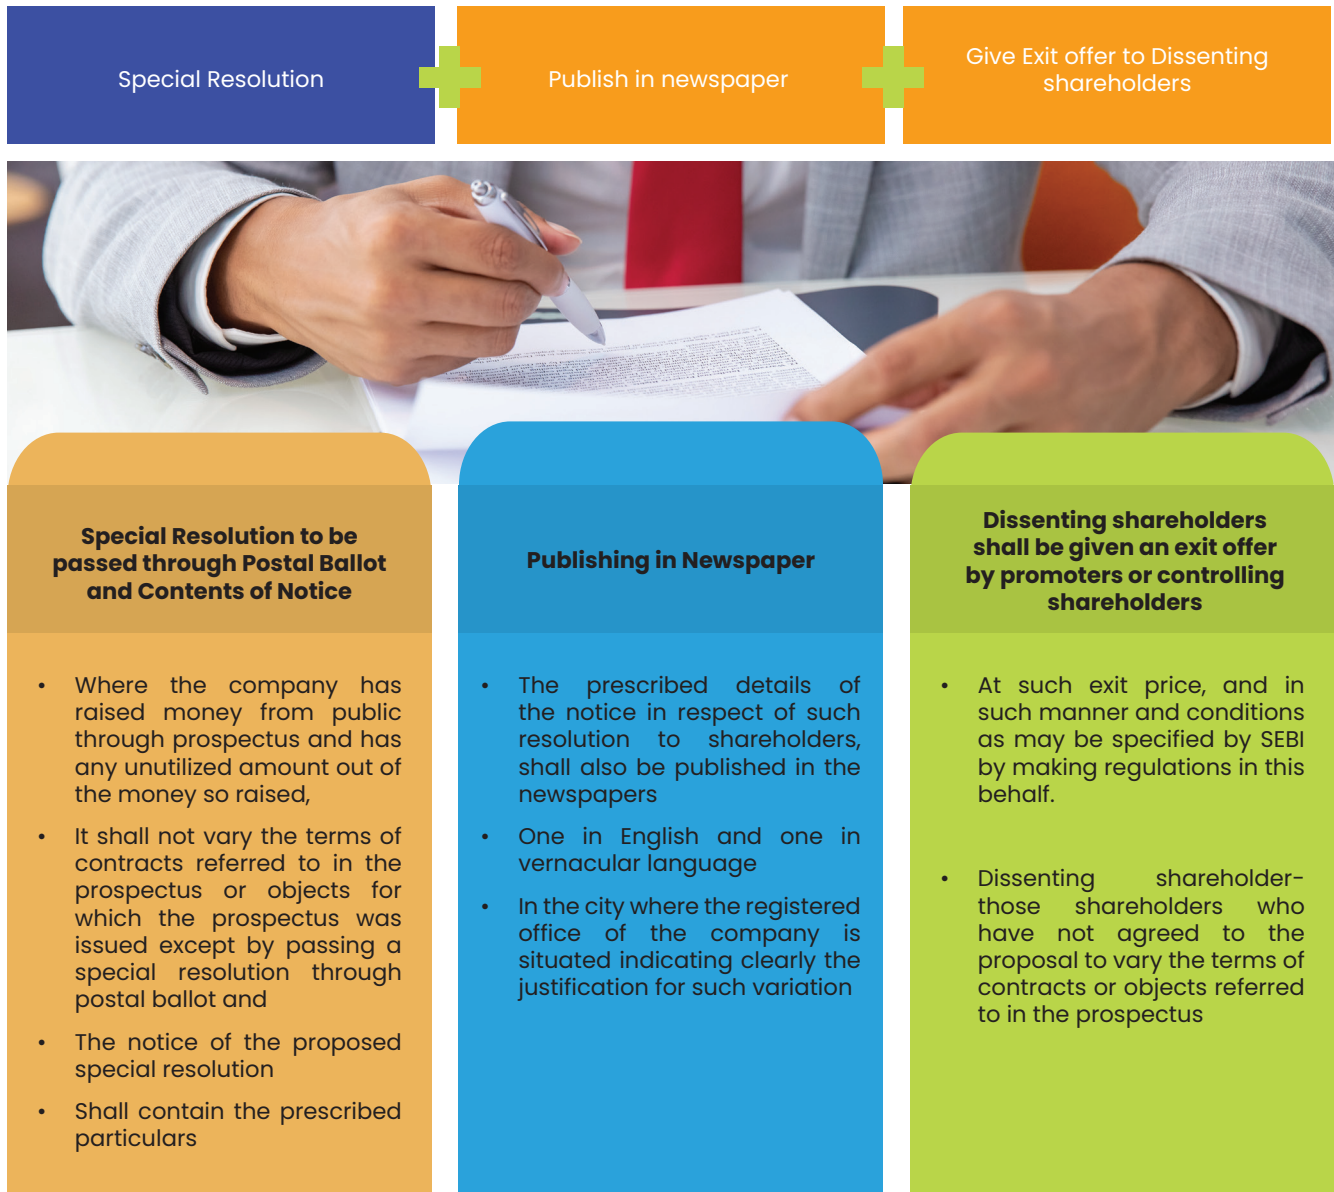 Special Resolution
Publish in newspaper
Give Exit offer to Dissenting
shareholders
Special Resolution to be
passed through Postal Ballot
and Contents of Notice
• Where the company has
raised money from public
through prospectus and has
any unutilized amount out of
the money so raised,
• It shall not vary the terms of
contracts referred to in the
prospectus or objects for
which the prospectus was
issued except by passing a
special resolution through
postal ballot and
• The notice of the proposed
special resolution
• Shall contain the prescribed
particulars
Publishing in Newspaper
• The prescribed details of
the notice in respect of such
resolution to shareholders,
shall also be published in the
newspapers
• One in English and one in
vernacular language
• In the city where the registered
office of the company is
situated indicating clearly the
justification for such variation
Dissenting shareholders
shall be given an exit offer
by promoters or controlling
shareholders
• At such exit price, and in
such manner and conditions
as may be specified by SEBI
by making regulations in this
behalf.
• Dissenting shareholder-
those shareholders who
have not agreed to the
proposal to vary the terms of
contracts or objects referred
to in the prospectus